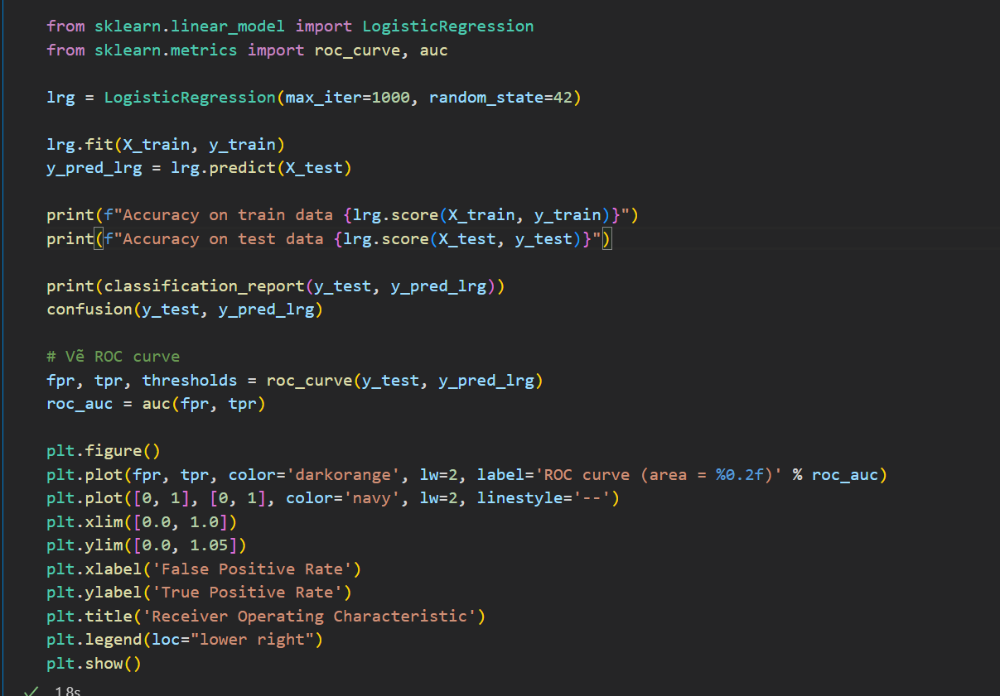 from sklearn.linear_model import LogisticRegression
from sklearn.metrics import roc_curve, auc
lrg = LogisticRegression(max_iter=1000, random_state=42)
lrg.fit(X_train, y_train)
y_pred_lrg = lrg.predict(X_test)
print(f"Accuracy on train data {lrg.score(X_train, y_train)}")
print(f"Accuracy on test data {lrg.score(X_test, y_test)}")
print(classification_report(y_test, y_pred_lrg))
confusion(y_test, y_pred_lrg)
# Vẽ ROC curve
fpr, tpr, thresholds = roc_curve(y_test, y_pred_lrg)
roc_auc = auc(fpr, tpr)
plt.figure()
plt.plot(fpr, tpr, color='darkorange', lw=2, label='ROC curve (area = %0.2f)' % roc_auc)
plt.plot([0, 1], [0, 1], color='navy', lw=2, linestyle='--')
plt.xlim([0.0, 1.0])
plt.ylim([0.0, 1.05])
plt.xlabel('False Positive Rate')
plt.ylabel('True Positive Rate')
plt.title('Receiver Operating Characteristic')
plt.legend(loc="lower right")
plt.show()
1.8s